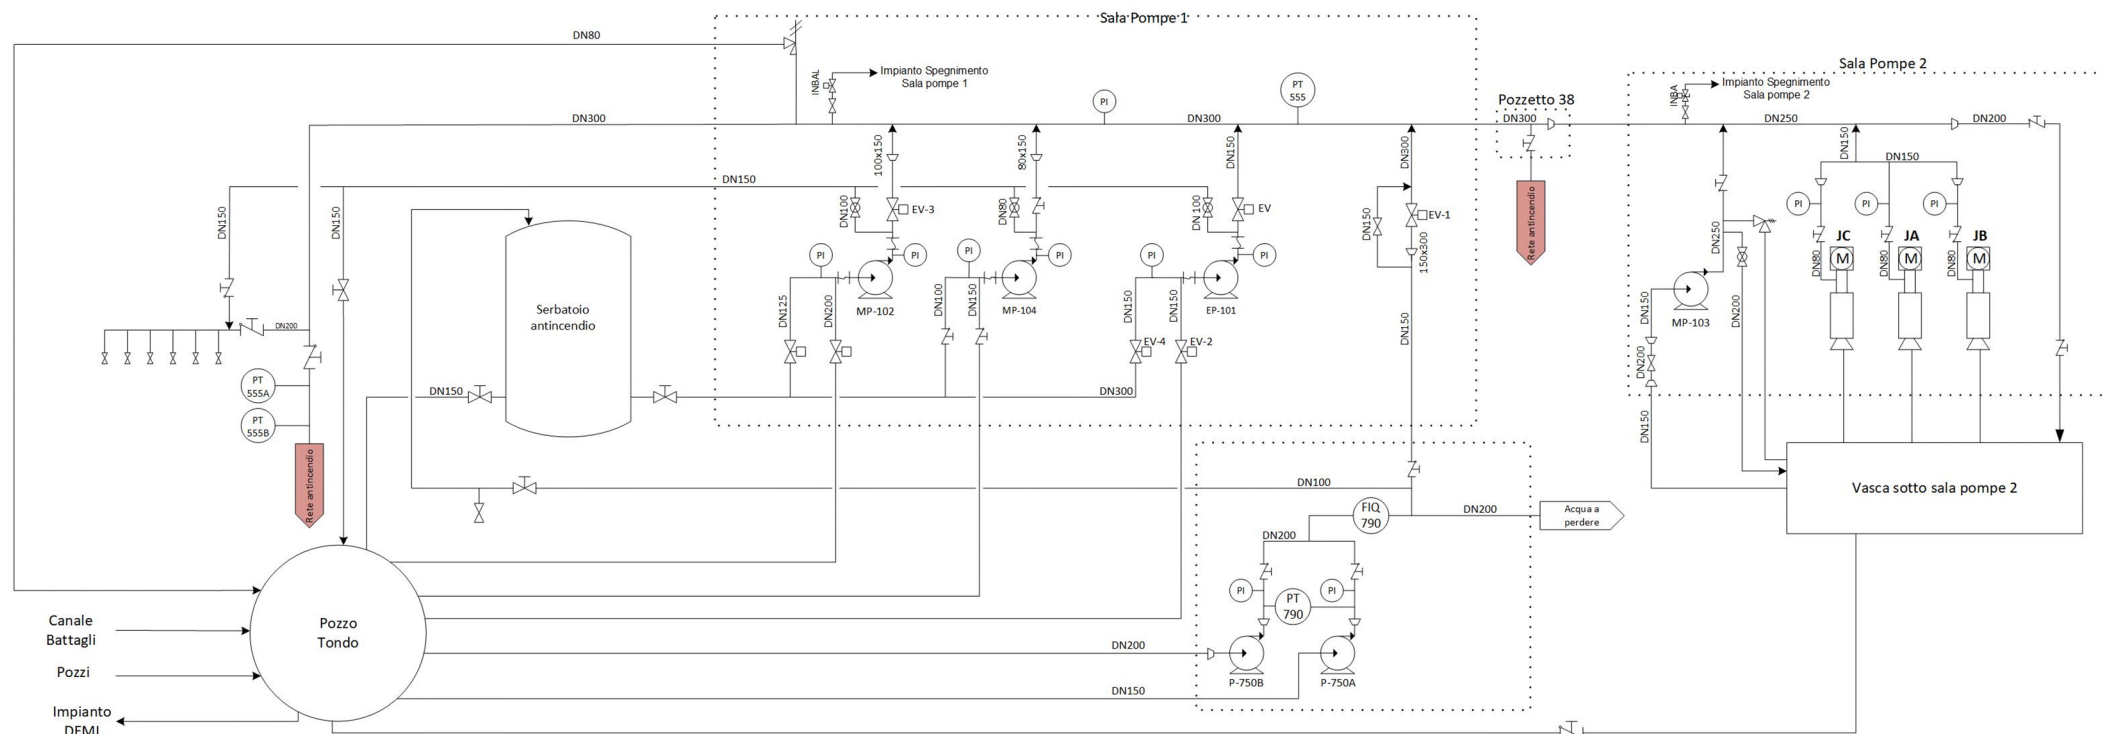 Sala Pompe 1
DN80
Sala Pompe 2
INBAL
Impianto Spegnimento
Sala pompe 1
PI
PT
555
Pozzetto 38
INBA
Impianto Spegnimento
Sala pompe 2
DN300
DN300
DN300
DN250
DN200
100x150
80x150
DN150
DN300
DN150
DN150
DN150
DN150
DN150
DN100
EV-3
DN80
DN100
EV
DN150
EV-1
150x300
Rete antincendio
PI
PI
PI
DN250
JC
JA
JB
M
M
M
DN80
DN80
DN80
PI
PI
PI
PI
PI
Serbatoio
antincendio
MP-102
MP-104
EP-101
MP-103
DN125
DN200
DN100
DN150
DN150
DN150
DN150
DN150
DN200
DN200
DN200
EV-4
EV-2
PT
555A
DN150
DN300
PT
555B
DN150
Rete antincendio
DN100
Vasca sotto sala pompe 2
FIQ
790
DN200
Acqua a
perdere
DN200
PI
PT
790
PI
Canale
Battagli
Pozzo
Tondo
DN200
Pozzi
P-750B
P-750A
DN150
Impianto
DEMI